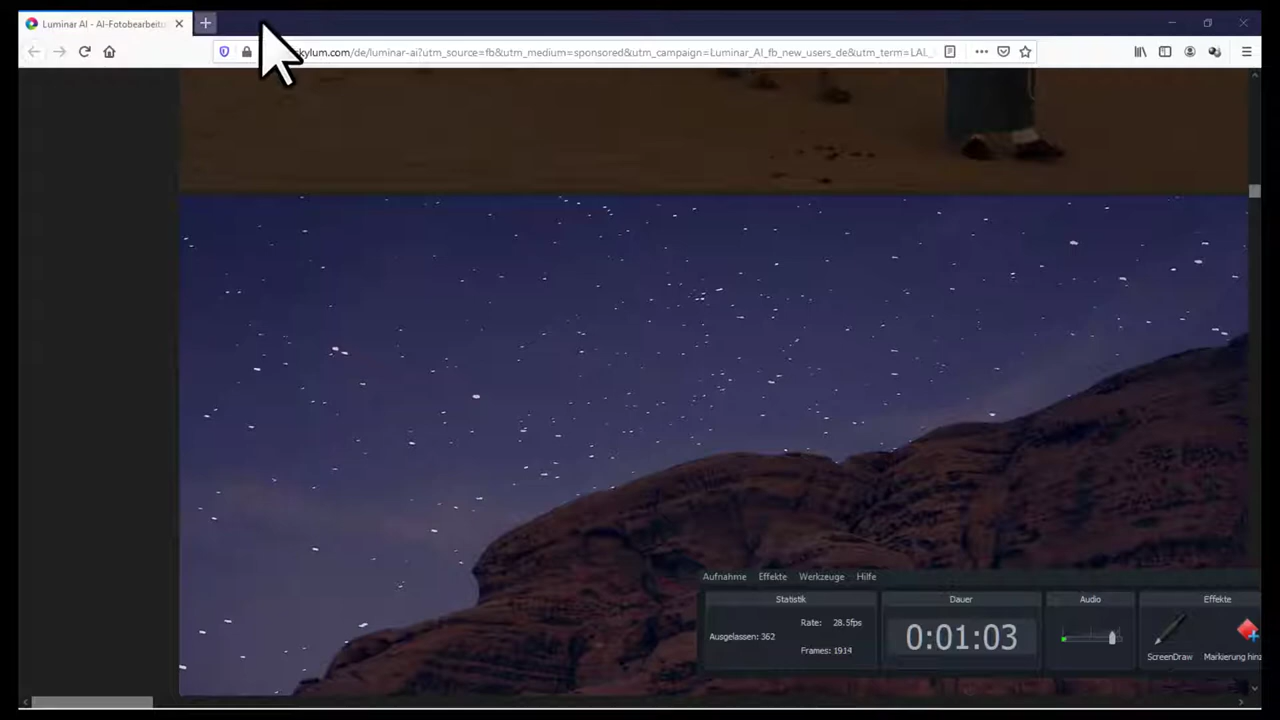 Luminar AI - AI-Fotobearbeitu
skylum.com/de/luminar-ai?utm_source=fb&utm_medium=sponsored&utm_campaign=Luminar_AI_fb_new_users_de&utm_term=LAI_
Aufnahme Effekte Werkzeuge Hilfe
Statistik Dauer Audio Effekte
Rate: 28.5fps
Ausgelassen: 362
0:01:03
Frames: 1914
ScreenDraw Markierung hinz